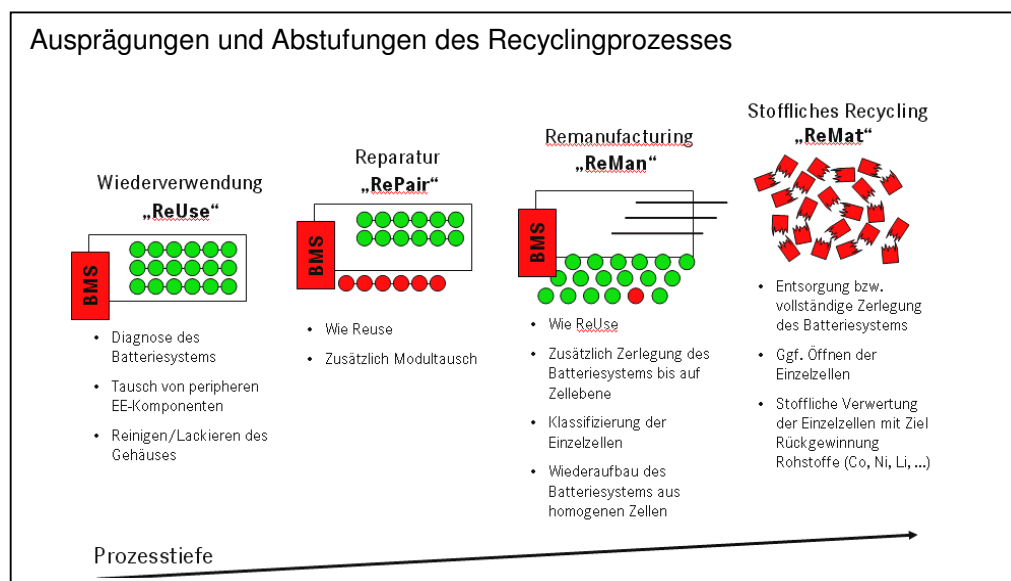 Ausprägungen und Abstufungen des Recyclingprozesses
Wiederverwendung
„ReUse“
BMS
• Diagnose des
Batteriesystems
• Tausch von peripheren
EE-Komponenten
• Reinigen/Lackieren des
Gehäuses
Reparatur
„RePair“
BMS
• Wie Reuse
• Zusätzlich Modultausch
Remanufacturing
„ReMan“
BMS
• Wie ReUse
• Zusätzlich Zerlegung des
Batteriesystems bis auf
Zellebene
• Klassifizierung der
Einzelzellen
• Wiederaufbau des
Batteriesystems aus
homogenen Zellen
Stoffliches Recycling
„ReMat“
• Entsorgung bzw.
vollständige Zerlegung
des Batteriesystems
• Ggf. Öffnen der
Einzelzellen
• Stoffliche Verwertung
der Einzelzellen mit Ziel
Rückgewinnung
Rohstoffe (Co, Ni, Li, ...)
Prozesstiefe